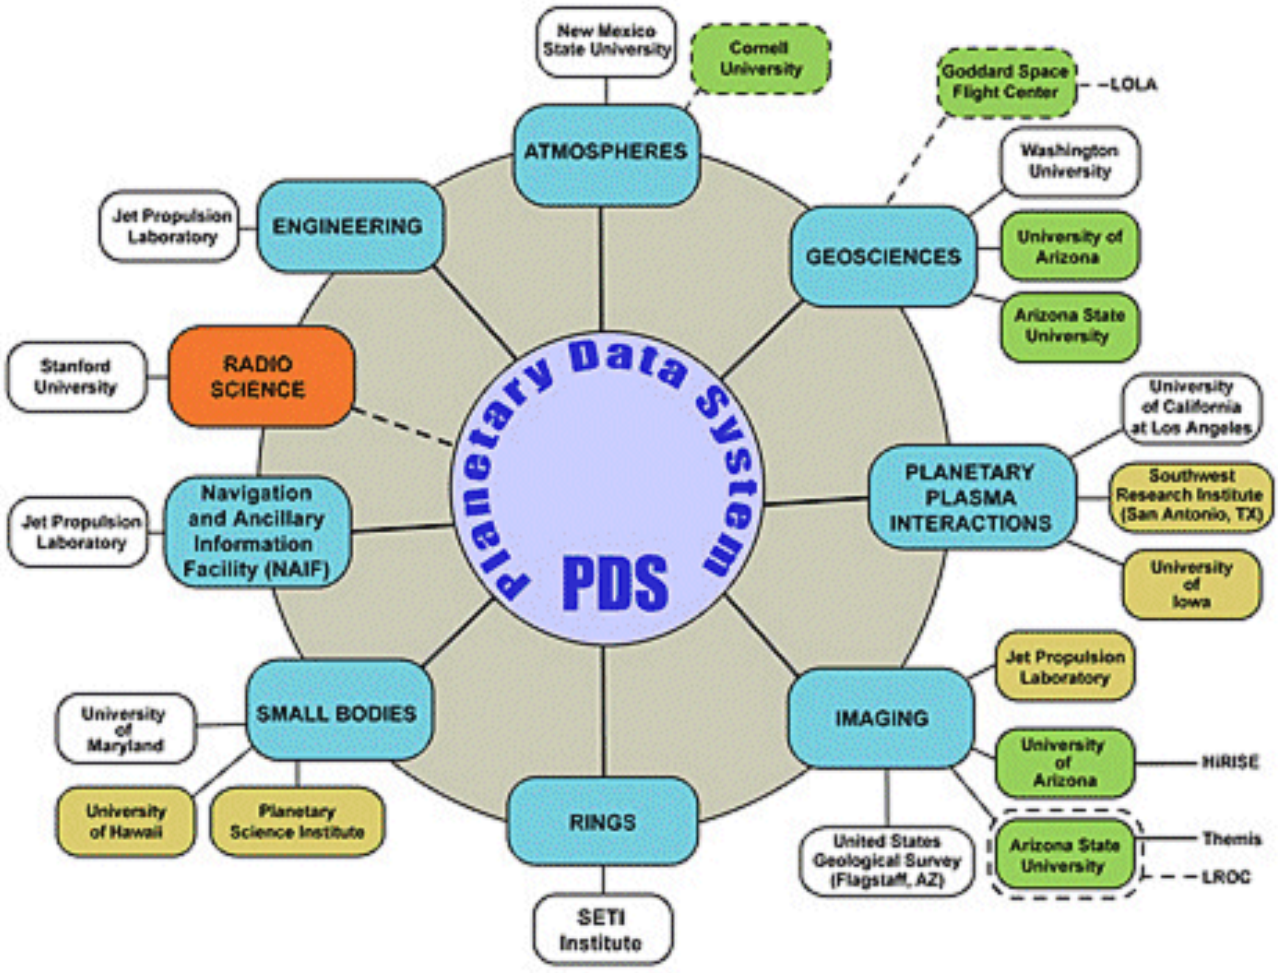 New Mexico
State University
Cornell
University
ATMOSPHERES
Goddard Space
Flight Center
LOLA
Washington
University
University of
Arizona
Arizona State
University
GEOSCIENCES
Jet Propulsion
Laboratory
ENGINEERING
Stanford
University
RADIO
SCIENCE
Planetary Data System
PDS
University
of California
at Los Angeles
Southwest
Research Institute
(San Antonio, TX)
University
of
Iowa
PLANETARY
PLASMA
INTERACTIONS
Jet Propulsion
Laboratory
Navigation
and Ancillary
Information
Facility (NAIF)
Jet Propulsion
Laboratory
IMAGING
University
of
Arizona
HiRISE
United States
Geological Survey
(Flagstaff, AZ)
Arizona State
University
Themis
LROC
SMALL BODIES
University
of
Maryland
University
of Hawaii
Planetary
Science Institute
RINGS
SETI
Institute